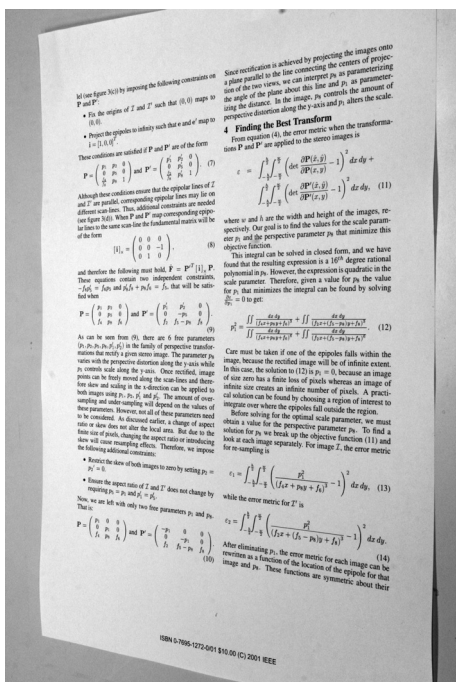 lel (see figure 3(c)) by imposing the following constraints on
P and P'
• Fix the origins of I and I' such that (0,0) maps to
(0,0).
• Project the epipoles to infinity such that e and e' map to
i = [1,0,0]^T
These conditions are satisfied if P and P' are of the form
(7)
Although these conditions ensure that the epipolar lines of I
and I' are parallel, corresponding epipolar lines may lie on
different scan-lines. Thus, additional constraints are needed
(see figure 3(d)). When P and P' map corresponding epipo-
lar lines to the same scan-line the fundamental matrix will be
of the form
[i]ₓ = ( 0 0 0 ; 0 0 -1 ; 0 1 0 ) (8)
and therefore the following must hold,
These equations contain two independent constraints,
that will be satis-
fied when
(9)
As can be seen from (9), there are 6 free parameters
in the family of perspective transfor-
mations that rectify a given stereo image. The parameter p₈
varies with the perspective distortion along the y-axis while
p₅ controls scale along the y-axis. Once rectified, image
points can be freely moved along the scan-lines and there-
fore skew and scaling in the x-direction can be applied to
both images using p₁, p₂, p'₁ and p'₂. The amount of over-
sampling and under-sampling will depend on the values of
these parameters. However, not all of these parameters need
to be considered. As discussed earlier, a change of aspect
ratio or skew does not alter the local area. But due to the
finite size of pixels, changing the aspect ratio or introducing
skew will cause resampling effects. Therefore, we impose
the following additional constraints:
• Restrict the skew of both images to zero by setting p₂ =
p₂' = 0.
• Ensure the aspect ratio of I and I' does not change by
requiring p₁ = p₅ and
Now, we are left with only two free parameters p₁ and p₈.
That is:
(10)
Since rectification is achieved by projecting the images onto
a plane parallel to the line connecting the centers of projec-
tion of the two views, we can interpret p₈ as parameterizing
the angle of the plane about this line and p₁ as parameter-
izing the distance. In the image, p₈ controls the amount of
perspective distortion along the y-axis and p₁ alters the scale.
4 Finding the Best Transform
From equation (4), the error metric when the transforma-
tions P and P' are applied to the stereo images is
(11)
where w and h are the width and height of the images, re-
spectively. Our goal is to find the values for the scale param-
eter p₁ and the perspective parameter p₈ that minimize this
objective function.
This integral can be solved in closed form, and we have
found that the resulting expression is a 16th degree rational
polynomial in p₈. However, the expression is quadratic in the
scale parameter. Therefore, given a value for p₈ the value
for p₁ that minimizes the integral can be found by solving
= 0 to get:
(12)
Care must be taken if one of the epipoles falls within the
image, because the rectified image will be of infinite extent.
In this case, the solution to (12) is p₁ = 0, because an image
of size zero has a finite loss of pixels whereas an image of
infinite size creates an infinite number of pixels. A practi-
cal solution can be found by choosing a region of interest to
integrate over where the epipoles fall outside the region.
Before solving for the optimal scale parameter, we must
obtain a value for the perspective parameter p₈. To find a
solution for p₈ we break up the objective function (11) and
look at each image separately. For image I, the error metric
for re-sampling is
(13)
while the error metric for I' is
(14)
After eliminating p₁, the error metric for each image can be
rewritten as a function of the location of the epipole for that
image and p₈. These functions are symmetric about their
ISBN 0-7695-1272-0/01 $10.00 (C) 2001 IEEE